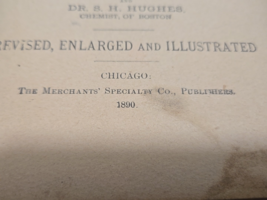 DR. S. H. HUGHES,
CHEMIST, OF BOSTON
REVISED, ENLARGED AND ILLUSTRATED
CHICAGO:
THE MERCHANTS' SPECIALTY CO., PUBLISHERS.
1890.